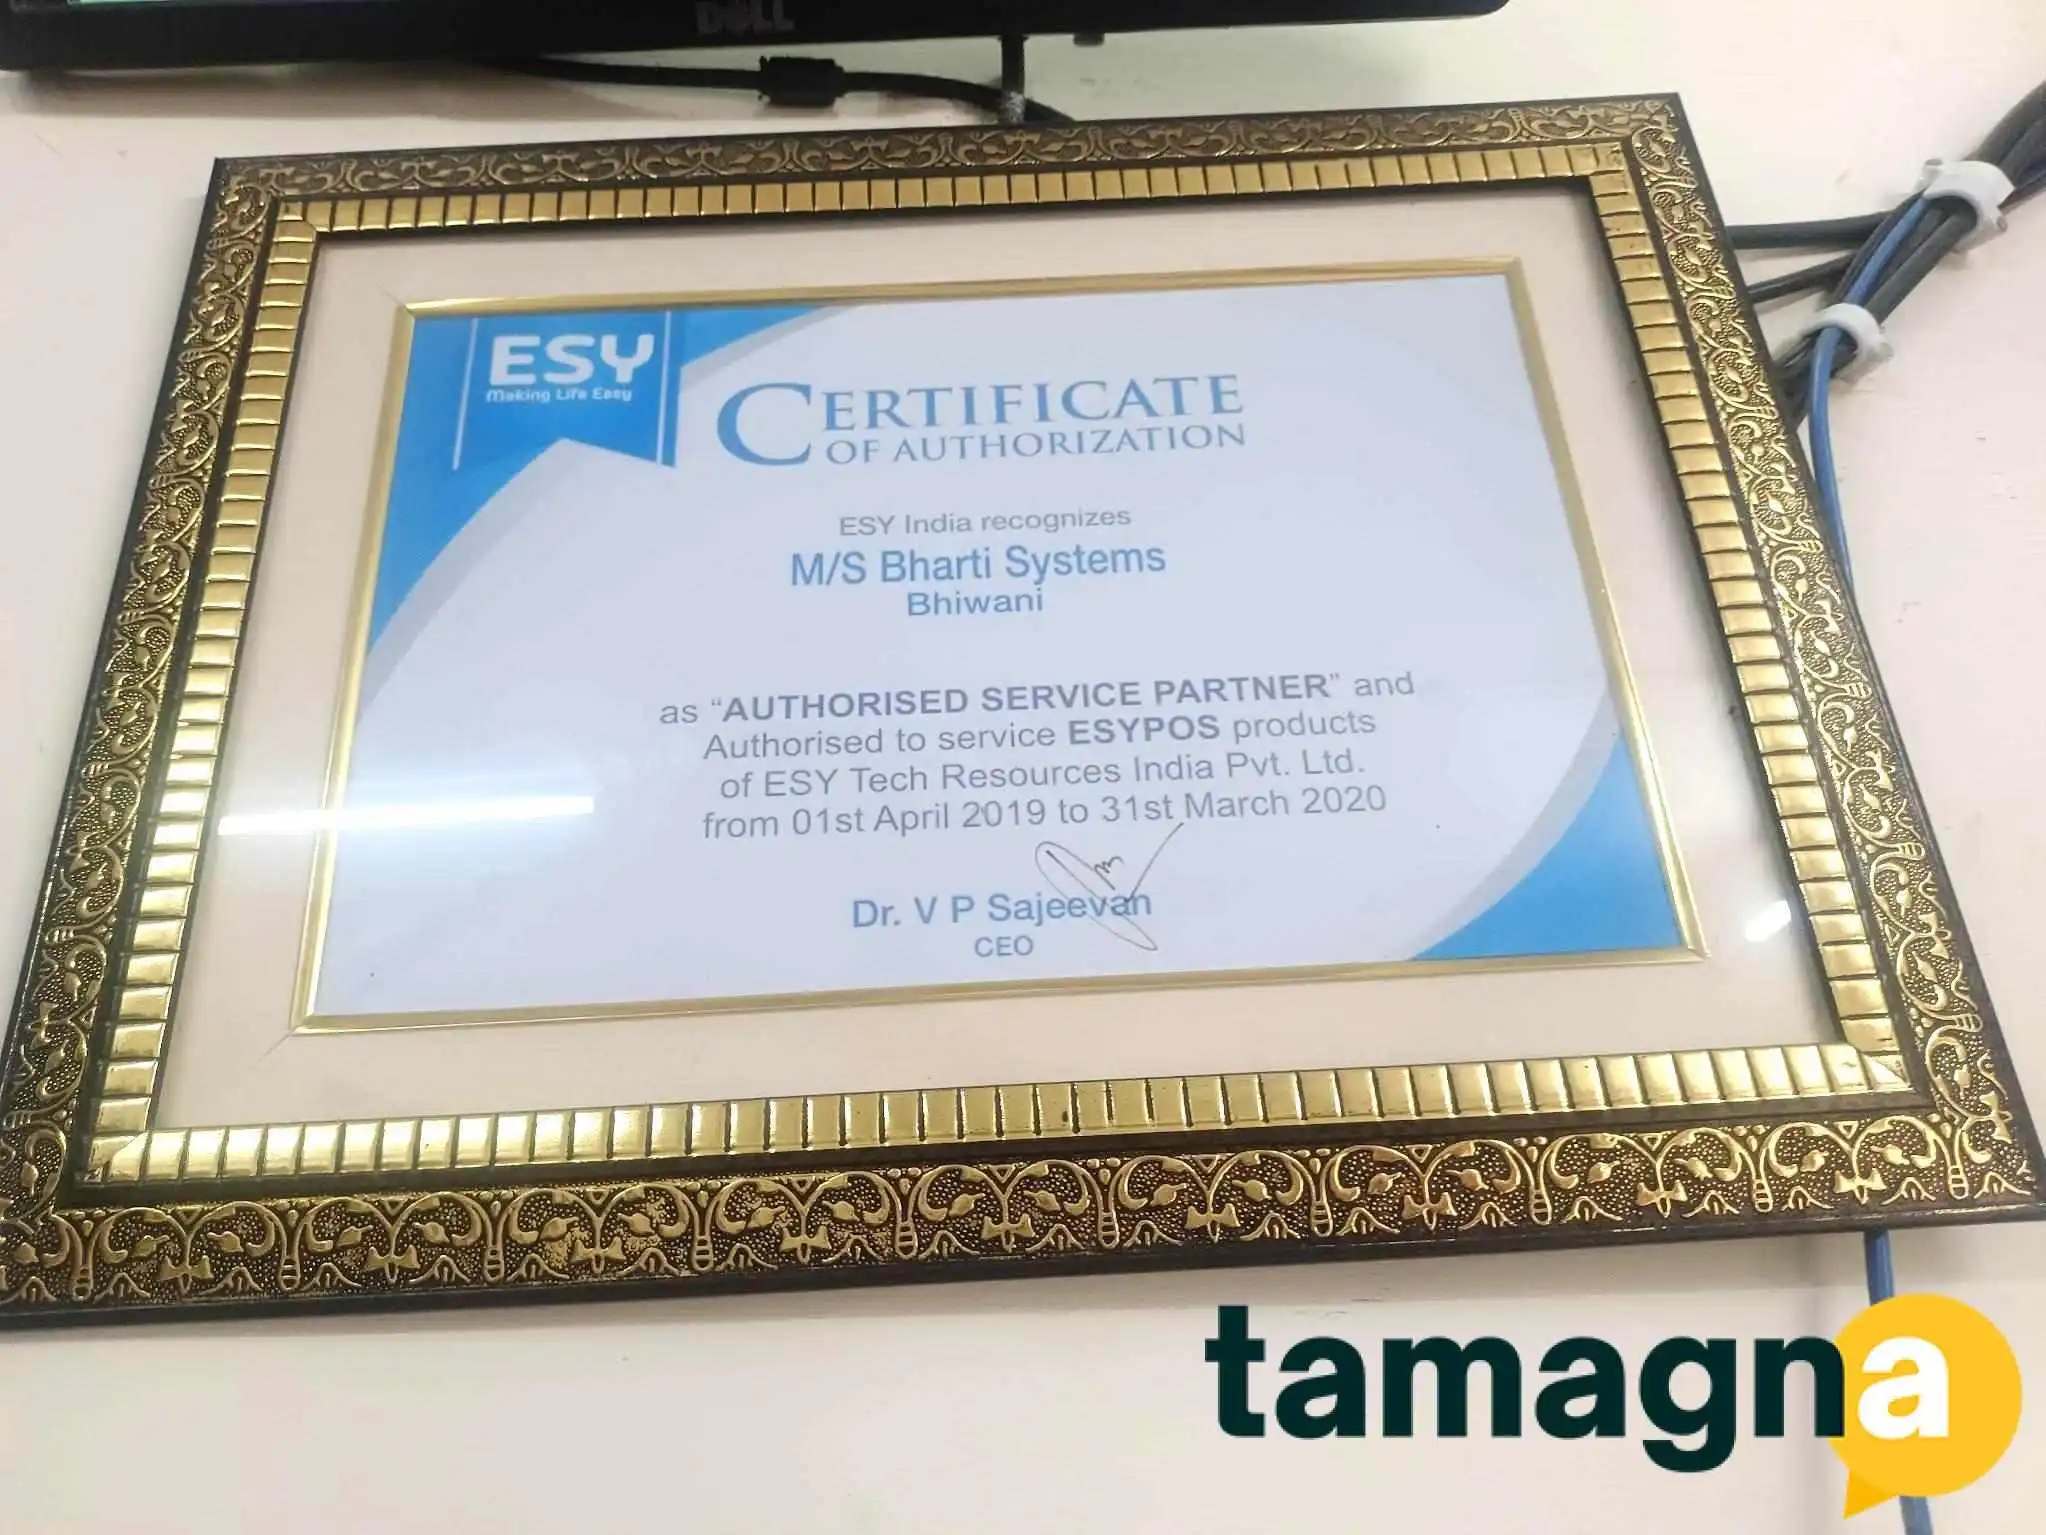 DELL
ESY
Making Life Easy
CERTIFICATE
OF AUTHORIZATION
ESY India recognizes
M/S Bharti Systems
Bhiwani
as “AUTHORISED SERVICE PARTNER” and
Authorised to service ESYPOS products
of ESY Tech Resources India Pvt. Ltd.
from 01st April 2019 to 31st March 2020
Dr. V P Sajeevan
CEO
tamagna